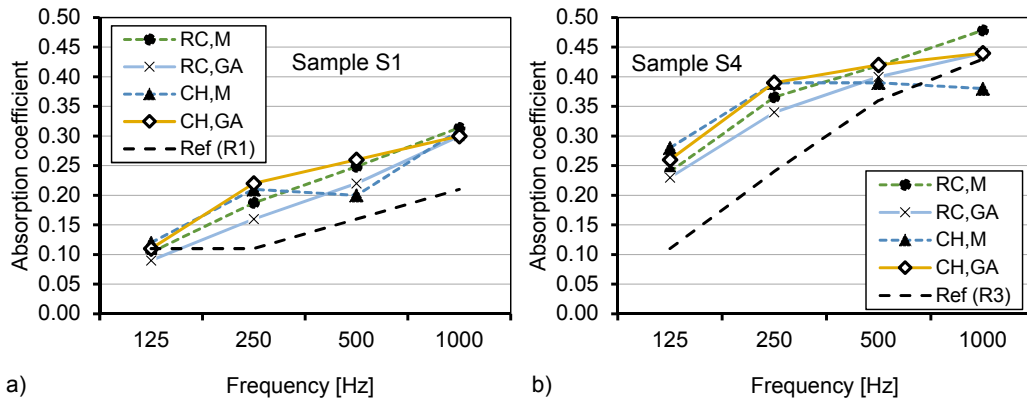 Absorption coefficient
0.50
0.45
0.40
0.35
0.30
0.25
0.20
0.15
0.10
0.05
0.00
RC,M
RC,GA
CH,M
CH,GA
Ref (R1)
Sample S1
125 250 500 1000
Frequency [Hz]
a)
Absorption coefficient
0.50
0.45
0.40
0.35
0.30
0.25
0.20
0.15
0.10
0.05
0.00
Sample S4
RC,M
RC,GA
CH,M
CH,GA
Ref (R3)
125 250 500 1000
Frequency [Hz]
b)